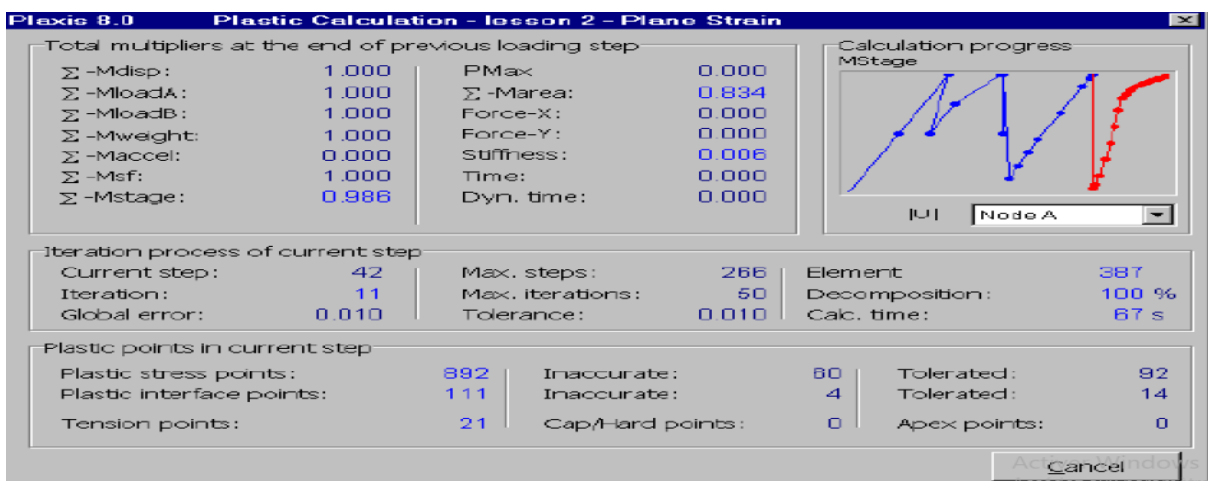 Plaxis 8.0 Plastic Calculation - lesson 2 - Plane Strain
Total multipliers at the end of previous loading step
Σ -Mdisp: 1.000 PMax 0.000
Σ -MloadA: 1.000 Σ -Marea: 0.834
Σ -MloadB: 1.000 Force-X: 0.000
Σ -Mweight: 1.000 Force-Y: 0.000
Σ -Maccel: 0.000 Stiffness: 0.006
Σ -Msf: 1.000 Time: 0.000
Σ -Mstage: 0.986 Dyn. time: 0.000
Calculation progress
MStage
|U| Node A
Iteration process of current step
Current step: 42 Max. steps: 266 Element 387
Iteration: 11 Max. iterations: 50 Decomposition: 100 %
Global error: 0.010 Tolerance: 0.010 Calc. time: 67 s
Plastic points in current step
Plastic stress points: 892 Inaccurate: 60 Tolerated: 92
Plastic interface points: 111 Inaccurate: 4 Tolerated: 14
Tension points: 21 Cap/Hard points: 0 Apex points: 0
Cancel